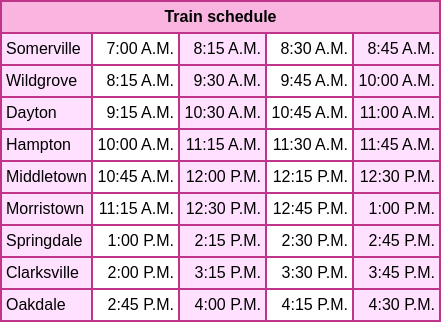 Train schedule
Somerville 7:00 A.M. 8:15 A.M. 8:30 A.M. 8:45 A.M.
Wildgrove 8:15 A.M. 9:30 A.M. 9:45 A.M. 10:00 A.M.
Dayton 9:15 A.M. 10:30 A.M. 10:45 A.M. 11:00 A.M.
Hampton 10:00 A.M. 11:15 A.M. 11:30 A.M. 11:45 A.M.
Middletown 10:45 A.M. 12:00 P.M. 12:15 P.M. 12:30 P.M.
Morristown 11:15 A.M. 12:30 P.M. 12:45 P.M. 1:00 P.M.
Springdale 1:00 P.M. 2:15 P.M. 2:30 P.M. 2:45 P.M.
Clarksville 2:00 P.M. 3:15 P.M. 3:30 P.M. 3:45 P.M.
Oakdale 2:45 P.M. 4:00 P.M. 4:15 P.M. 4:30 P.M.